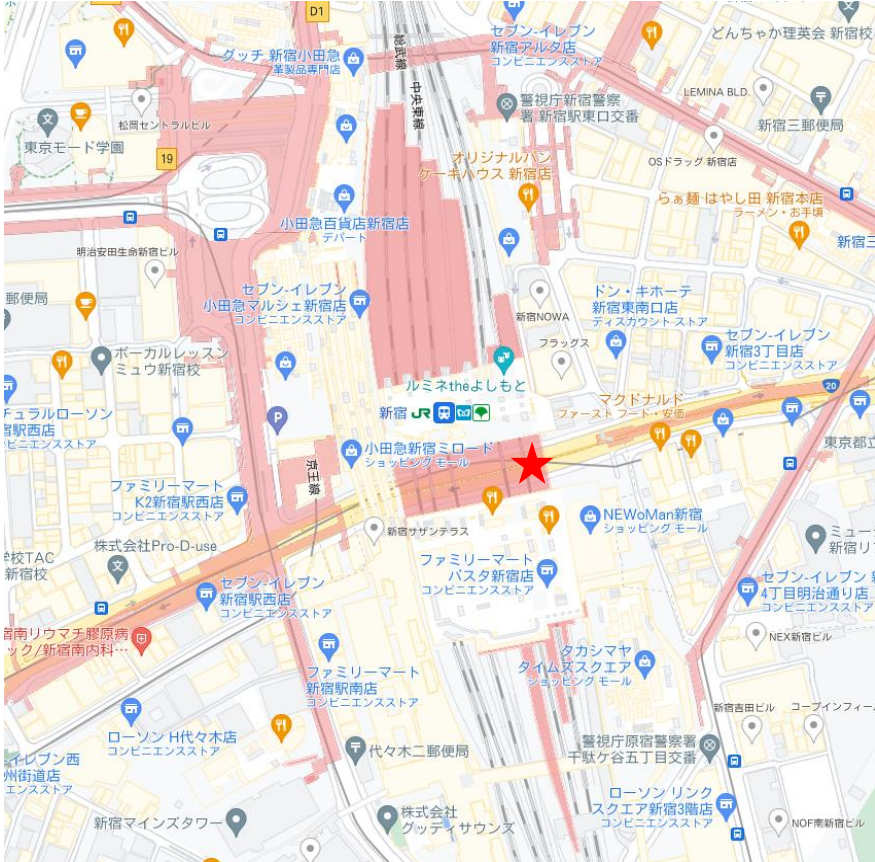 D1
セブン-イレブン
新宿アルタ店
コンビニエンスストア
どんちゃか理英会 新宿校
グッチ 新宿小田急
革製品専門店
総武線
中央東線
LEMINA BLD.
警視庁新宿警察
署 新宿駅東口交番
新宿三郵便局
松岡セントラルビル
東京モード学園
19
オリジナルパン
ケーキハウス 新宿店
OSドラッグ 新宿店
らぁ麺 はやし田 新宿本店
ラーメン・お手頃
小田急百貨店新宿店
デパート
新宿三
明治安田生命新宿ビル
セブン-イレブン
小田急マルシェ新宿店
コンビニエンスストア
郵便局
ドン・キホーテ
新宿東南口店
ディスカウント ストア
新宿NOWA
フラッグス
セブン-イレブン
新宿3丁目店
コンビニエンスストア
ボーカルレッスン
ミュウ新宿校
ルミネtheよしもと
20
マクドナルド
ファースト フード・安価
新宿 JR
チュラルローソン
宿駅西店
ビニエンスストア
小田急新宿ミロード
ショッピング モール
東京都立
京王線
ファミリーマート
K2新宿駅西口店
コンビニエンスストア
NEWoMan新宿
ショッピング モール
新宿サザンテラス
ミュー
新宿リ
株式会社Pro-D-use
学校TAC
新宿校
ファミリーマート
バスタ新宿店
コンビニエンスストア
セブン-イレブン
新宿駅西店
コンビニエンスストア
セブン-イレブン 新
4丁目明治通り店
コンビニエンスストア
宿南リウマチ膠原病
ック/新宿南内科…
NEX新宿ビル
タカシマヤ
タイムズスクエア
ショッピング モール
ファミリーマート
新宿駅南店
コンビニエンスストア
新宿吉田ビル
コープインフィー
ローソン H代々木店
コンビニエンスストア
代々木二郵便局
警視庁原宿警察署
千駄ケ谷五丁目交番
-イレブン西
州街道店
エンスストア
ローソン リンク
スクエア新宿3階店
コンビニエンスストア
新宿マインズタワー
株式会社
グッディサウンズ
NOF南新宿ビル